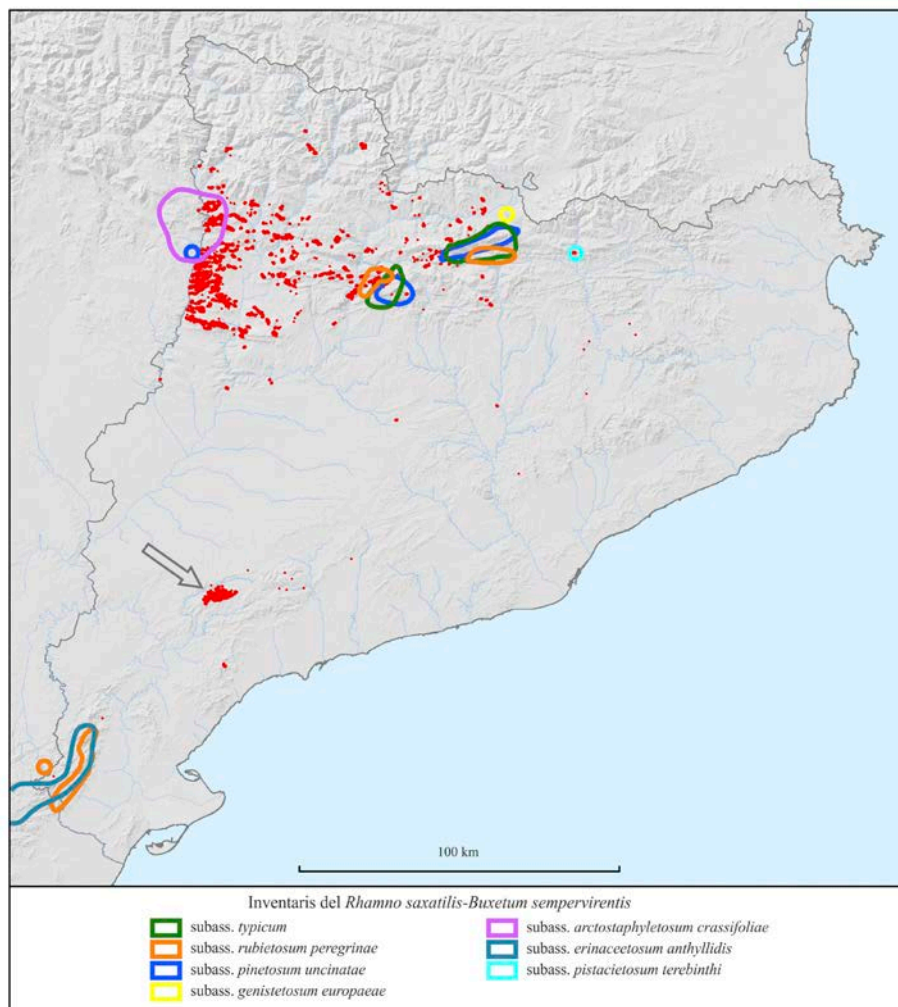 100 km
Inventaris del Rhamno saxatilis-Buxetum sempervirentis
subass. typicum
subass. rubietosum peregrinae
subass. pinetosum uncinatae
subass. genistetosum europaeae
subass. arctostaphyletosum crassifoliae
subass. erinaceetosum anthyllidis
subass. pistacietosum terebinthi